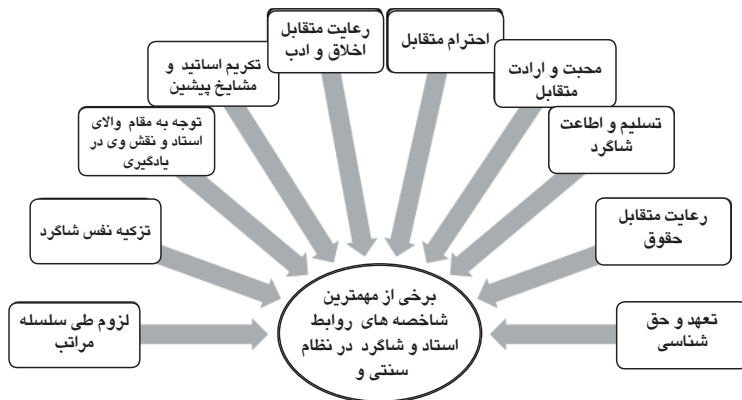 رعایت متقابل
اخلاق و ادب
احترام متقابل
تکریم اساتید و
مشایخ پیشین
محبت و ارادت
متقابل
توجه به مقام والای
استاد و نقش وی در
یادگیری
تسلیم و اطاعت
شاگرد
تزکیه نفس شاگرد
رعایت متقابل
حقوق
لزوم طی سلسله
مراتب
تعهد و حق
شناسی
برخی از مهمترین
شاخصه های روابط
استاد و شاگرد در نظام
سنتی و